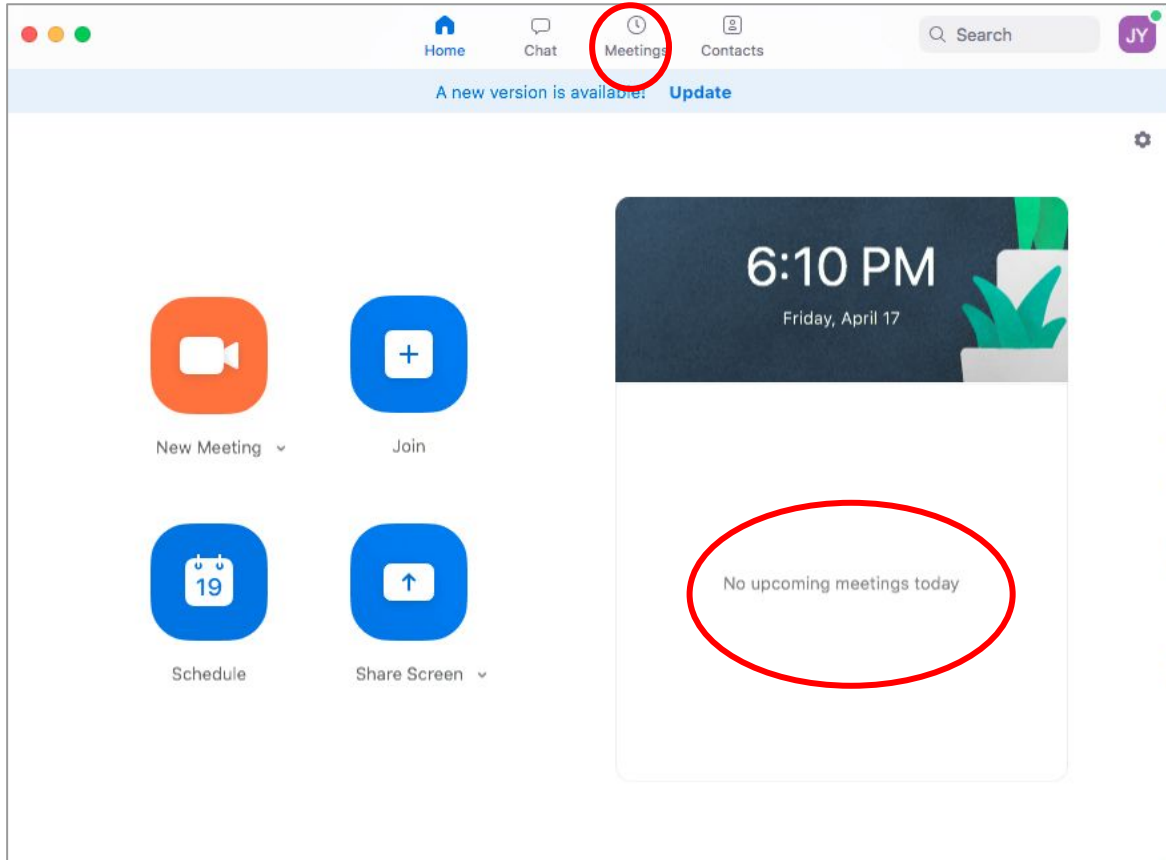 Home Chat Meetings Contacts
Search
JY
A new version is available! Update
6:10 PM
Friday, April 17
New Meeting
Join
19
Schedule
Share Screen
No upcoming meetings today